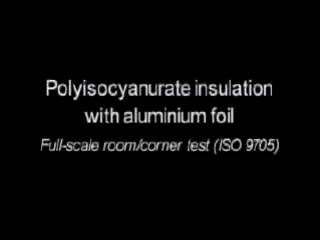 Polyisocyanurate insulation
with aluminium foil
Full-scale room/corner test (ISO 9705)